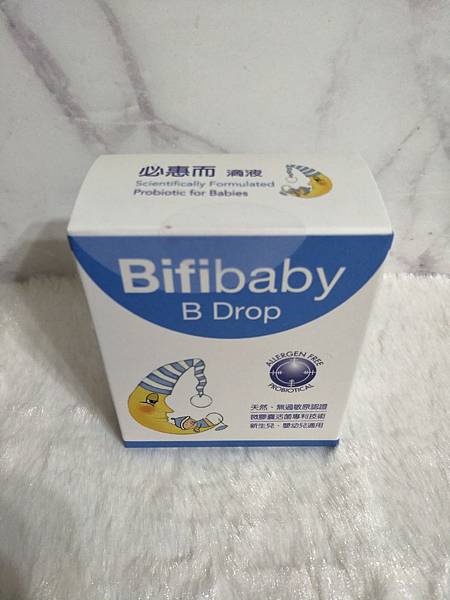 必惠而 滴液
Scientifically Formulated
Probiotic for Babies
Bifibaby
B Drop
ALLERGEN FREE
PROBIOTICAL
天然、無過敏原認證
微膠囊活菌專利技術
新生兒、嬰幼兒適用